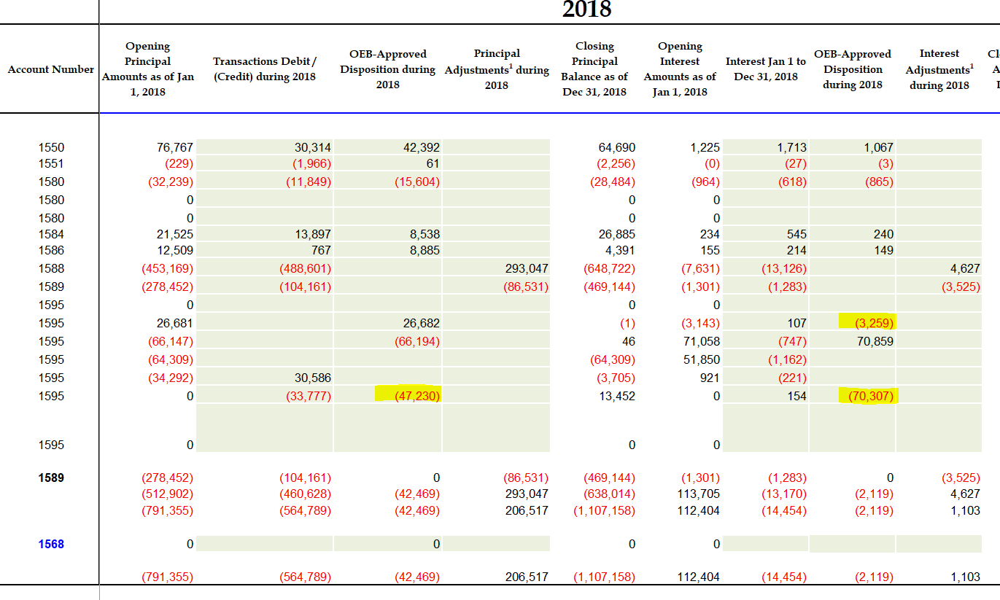 2018
Account Number Opening Principal Amounts as of Jan 1, 2018 Transactions Debit / (Credit) during 2018 OEB-Approved Disposition during 2018 Principal Adjustments1 during 2018 Closing Principal Balance as of Dec 31, 2018 Opening Interest Amounts as of Jan 1, 2018 Interest Jan 1 to Dec 31, 2018 OEB-Approved Disposition during 2018 Interest Adjustments1 during 2018
1550 76,767 30,314 42,392 64,690 1,225 1,713 1,067
1551 (229) (1,966) 61 (2,256) (0) (27) (3)
1580 (32,239) (11,849) (15,604) (28,484) (964) (618) (865)
1580 0 0 0
1580 0 0 0
1584 21,525 13,897 8,538 26,885 234 545 240
1586 12,509 767 8,885 4,391 155 214 149
1588 (453,169) (488,601) 293,047 (648,722) (7,631) (13,126) 4,627
1589 (278,452) (104,161) (86,531) (469,144) (1,301) (1,283) (3,525)
1595 0 0 0
1595 26,681 26,682 (1) (3,143) 107 (3,259)
1595 (66,147) (66,194) 46 71,058 (747) 70,859
1595 (64,309) (64,309) 51,850 (1,162)
1595 (34,292) 30,586 (3,705) 921 (221)
1595 0 (33,777) (47,230) 13,452 0 154 (70,307)
1595 0 0 0
1589 (278,452) (104,161) 0 (86,531) (469,144) (1,301) (1,283) 0 (3,525)
(512,902) (460,628) (42,469) 293,047 (638,014) 113,705 (13,170) (2,119) 4,627
(791,355) (564,789) (42,469) 206,517 (1,107,158) 112,404 (14,454) (2,119) 1,103
1568 0 0 0 0
(791,355) (564,789) (42,469) 206,517 (1,107,158) 112,404 (14,454) (2,119) 1,103